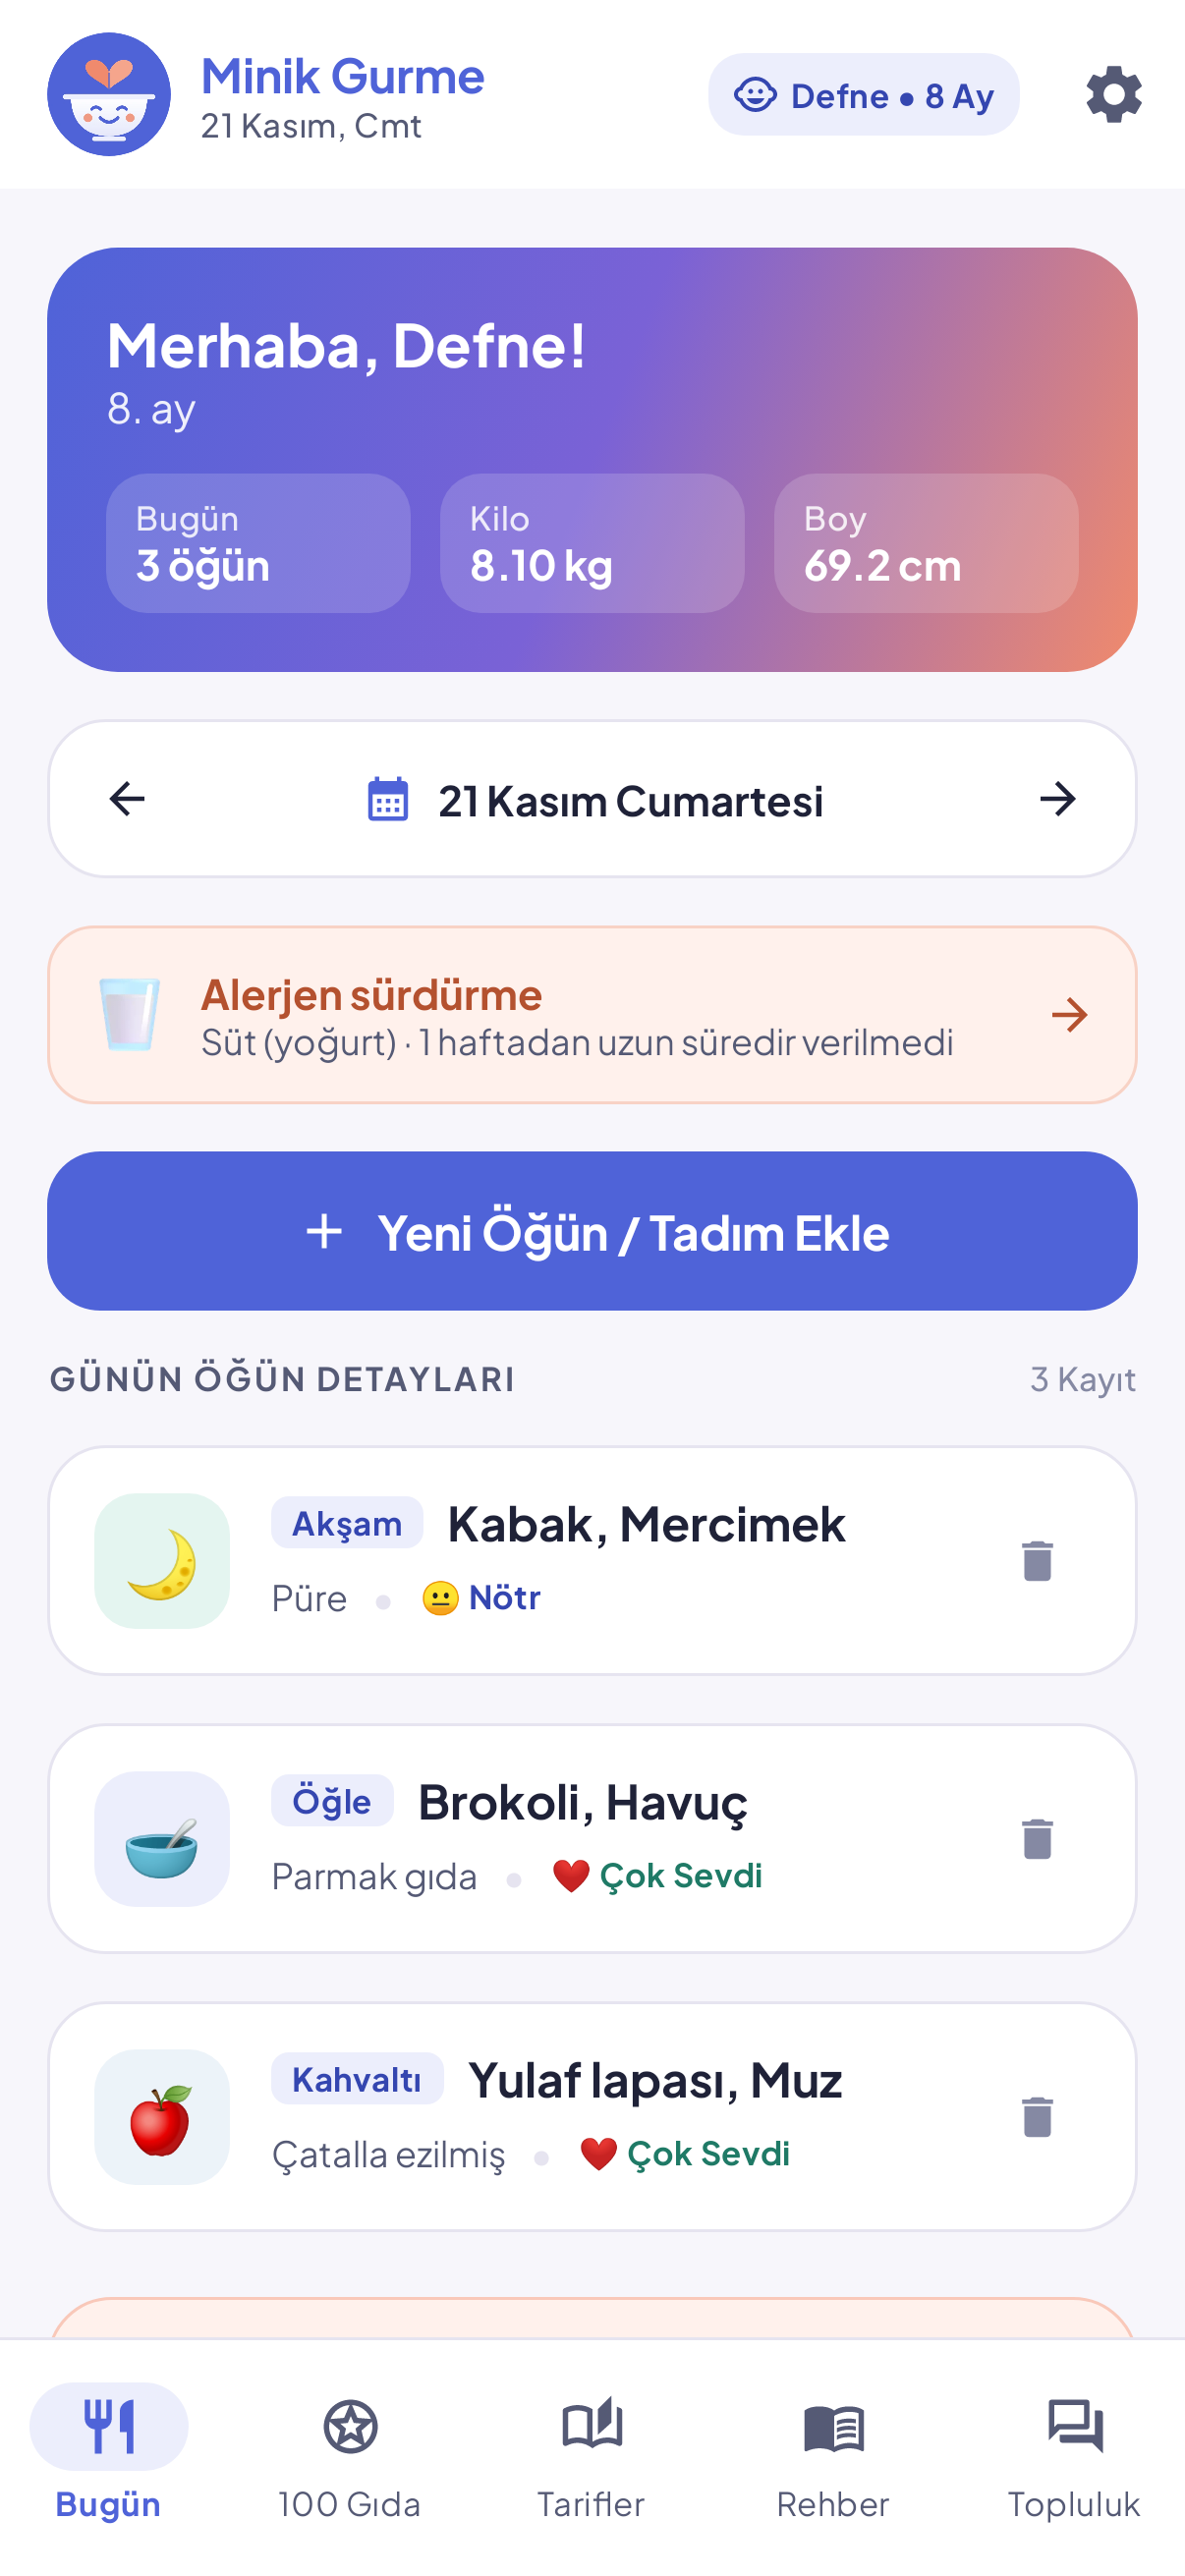 Minik Gurme
21 Kasım, Cmt
Defne • 8 Ay
Merhaba, Defne!
8. ay
Bugün
3 öğün
Kilo
8.10 kg
Boy
69.2 cm
21 Kasım Cumartesi
Alerjen sürdürme
Süt (yoğurt) · 1 haftadan uzun süredir verilmedi
+ Yeni Öğün / Tadım Ekle
GÜNÜN ÖĞÜN DETAYLARI
3 Kayıt
Akşam Kabak, Mercimek
Püre • 😐 Nötr
Öğle Brokoli, Havuç
Parmak gıda • ❤️ Çok Sevdi
Kahvaltı Yulaf lapası, Muz
Çatalla ezilmiş • ❤️ Çok Sevdi
Bugün
100 Gıda
Tarifler
Rehber
Topluluk